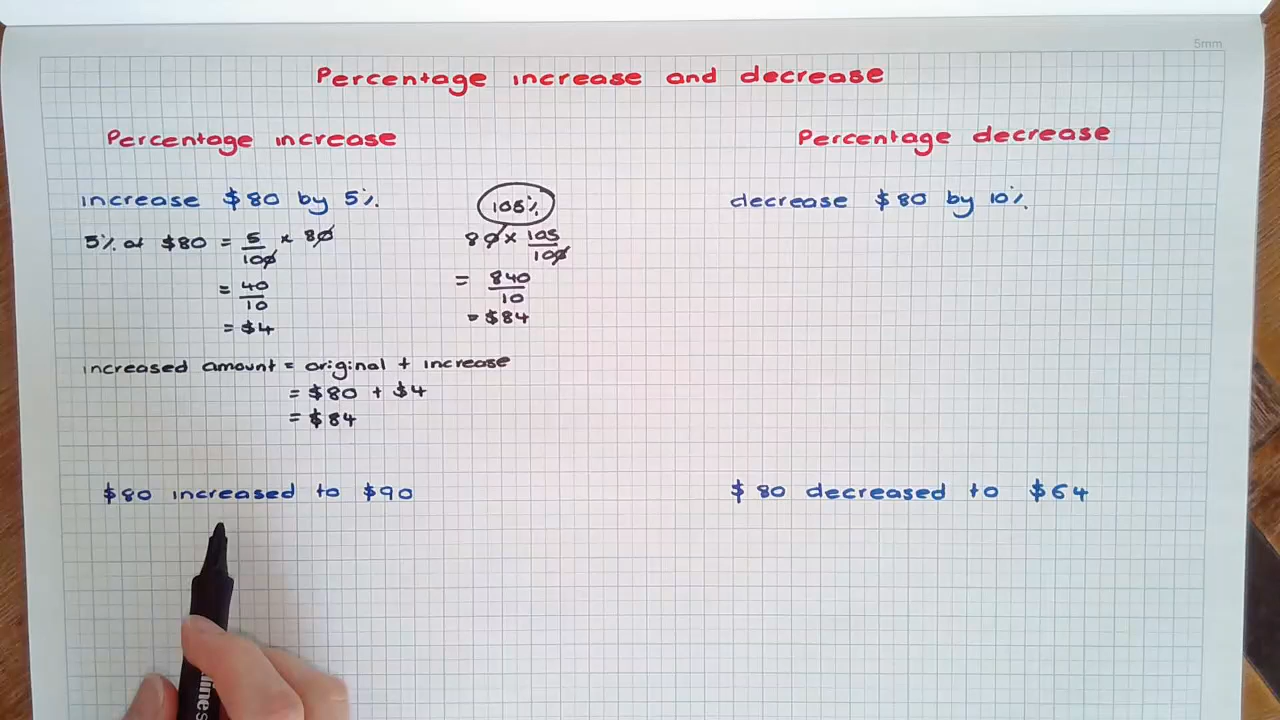 5mm
Percentage increase and decrease
Percentage increase
increase $80 by 5%.
5% of $80 = 5/100 × 80
= 40/10
= $4
105%
80 × 105/100
= 840/10
= $84
increased amount = original + increase
= $80 + $4
= $84
$80 increased to $90
Percentage decrease
decrease $80 by 10%.
$80 decreased to $64
lines